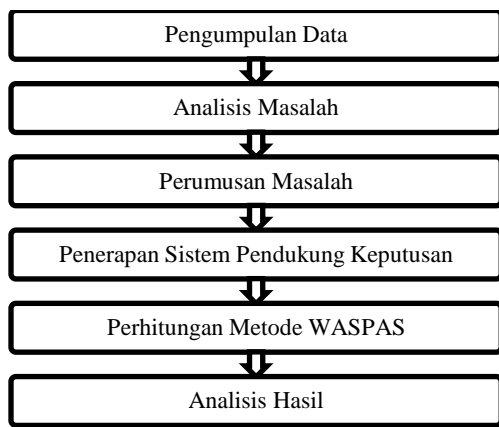 Pengumpulan Data
Analisis Masalah
Perumusan Masalah
Penerapan Sistem Pendukung Keputusan
Perhitungan Metode WASPAS
Analisis Hasil